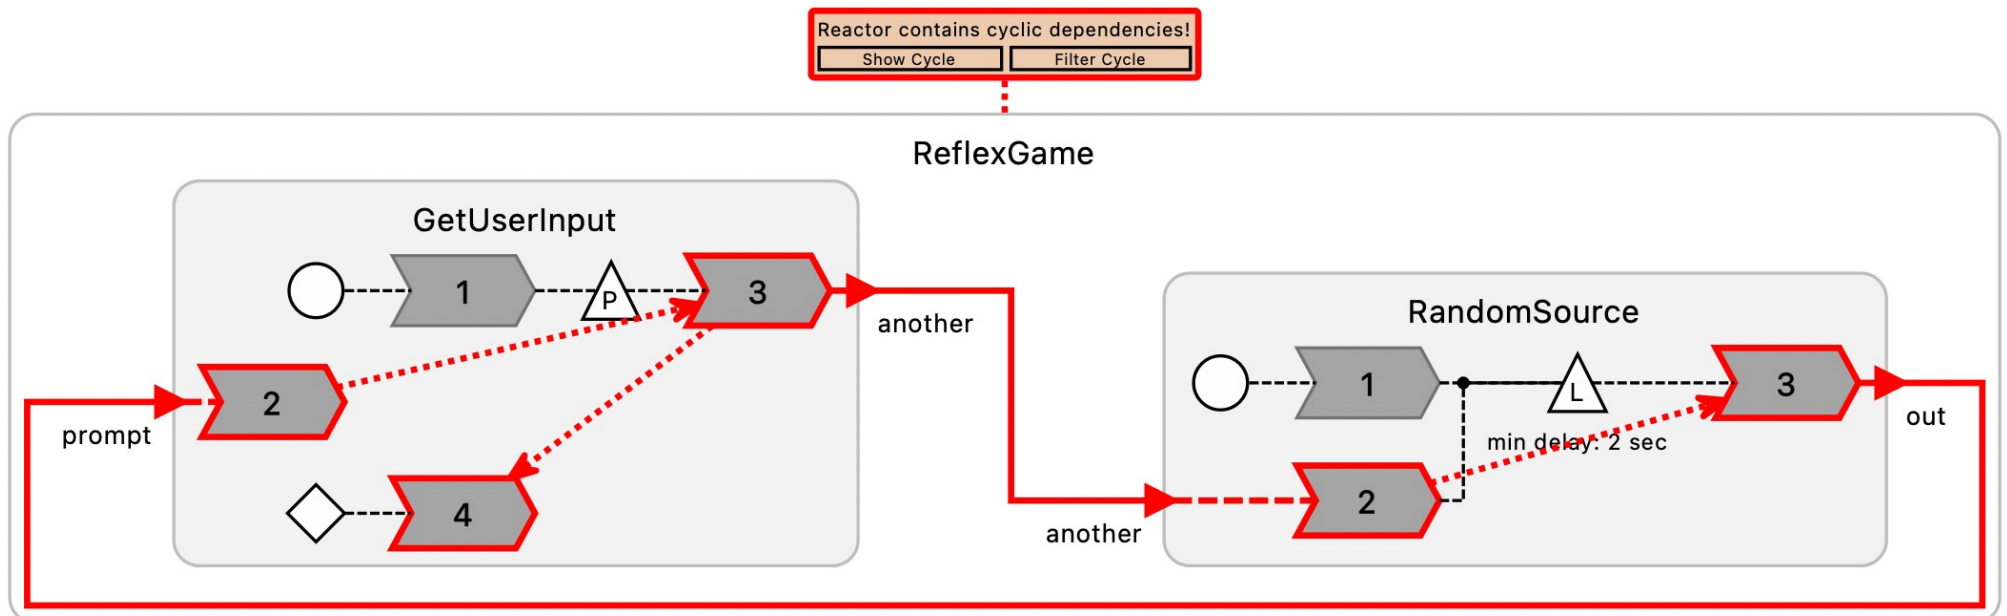 Reactor contains cyclic dependencies!
Show Cycle Filter Cycle
ReflexGame
GetUserInput
1 P 3
another
2
prompt
4
another
RandomSource
1 L 3
min delay: 2 sec
out
2